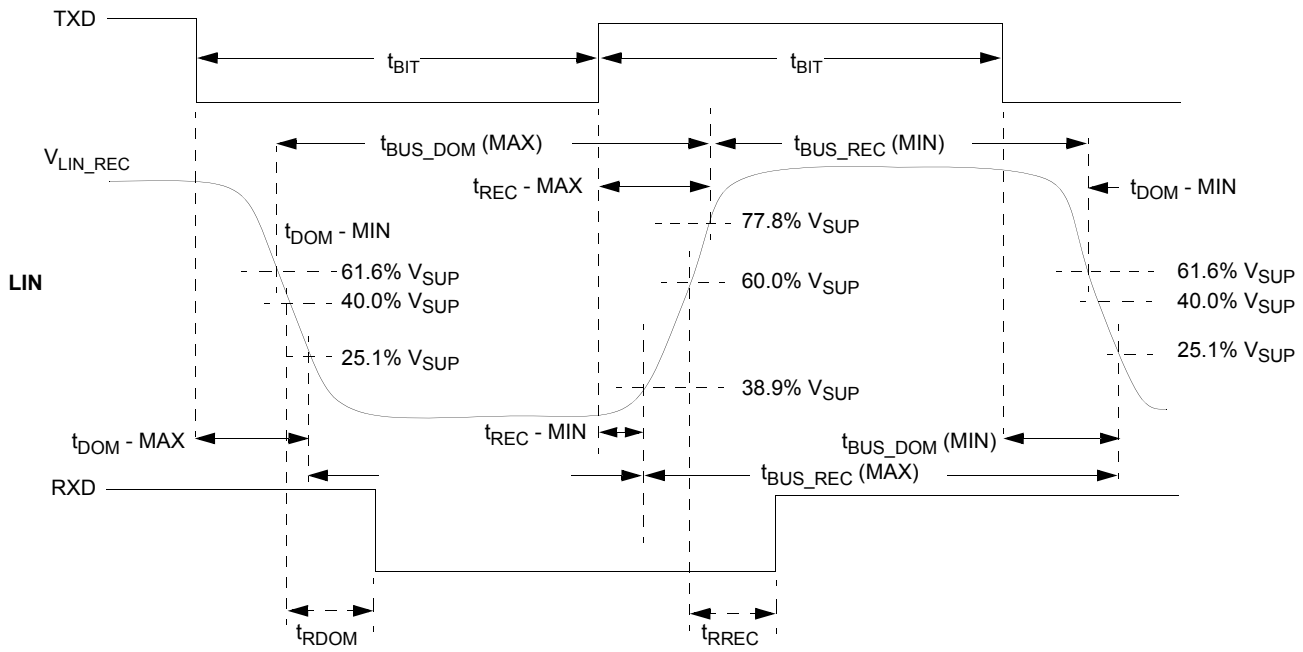 TXD
t_BIT t_BIT
t_BUS_DOM (MAX) t_BUS_REC (MIN)
V_LIN_REC
t_REC - MAX t_DOM - MIN
t_DOM - MIN 77.8% V_SUP
LIN
61.6% V_SUP 60.0% V_SUP 61.6% V_SUP
40.0% V_SUP 40.0% V_SUP
25.1% V_SUP 25.1% V_SUP
38.9% V_SUP
t_DOM - MAX t_REC - MIN t_BUS_DOM (MIN)
RXD t_BUS_REC (MAX)
t_RDOM t_RREC